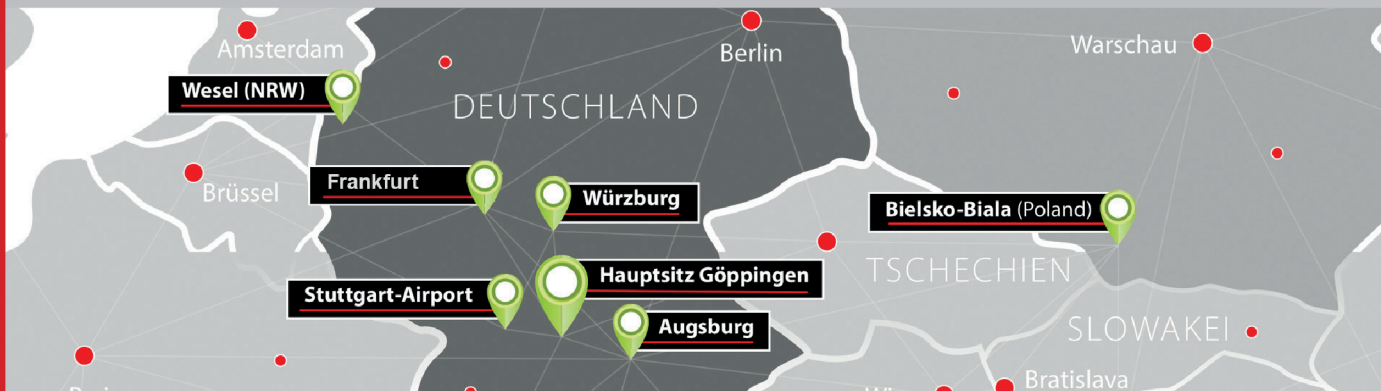 Amsterdam
Berlin
Warschau
Wesel (NRW)
DEUTSCHLAND
Frankfurt
Brüssel
Würzburg
Bielsko-Biala (Poland)
Hauptsitz Göppingen
TSCHECHIEN
Stuttgart-Airport
Augsburg
SLOWAKEI
Bratislava